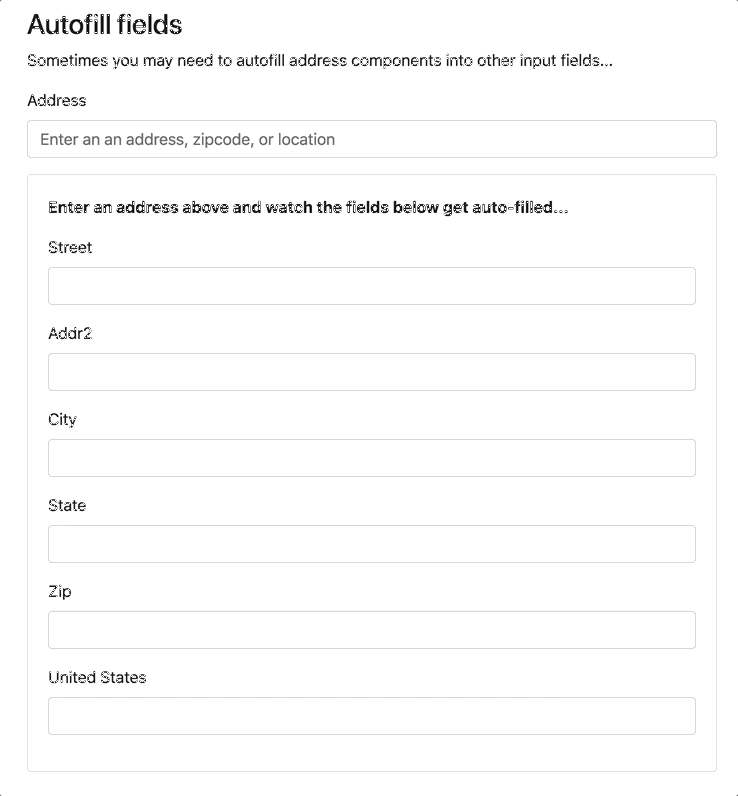 Autofill fields
Sometimes you may need to autofill address components into other input fields...
Address
Enter an an address, zipcode, or location
Enter an address above and watch the fields below get auto-filled...
Street
Addr2
City
State
Zip
United States